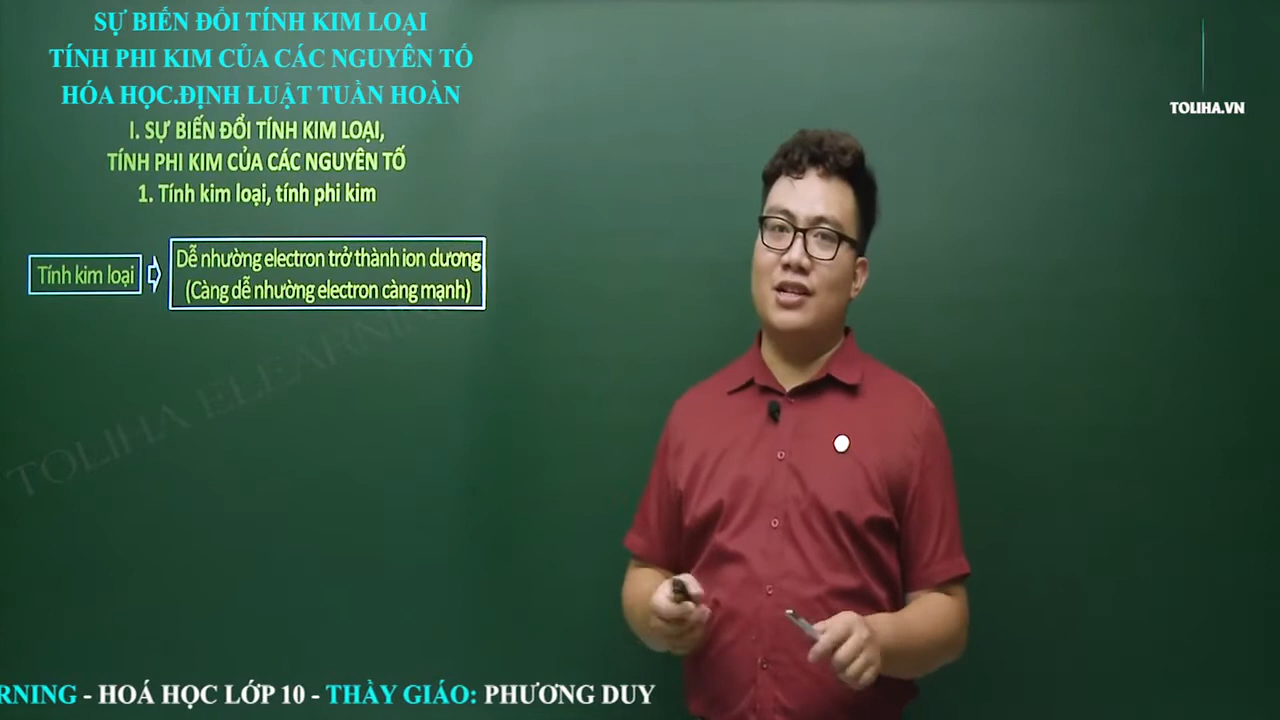 SỰ BIẾN ĐỔI TÍNH KIM LOẠI
TÍNH PHI KIM CỦA CÁC NGUYÊN TỐ
HÓA HỌC.ĐỊNH LUẬT TUẦN HOÀN
I. SỰ BIẾN ĐỔI TÍNH KIM LOẠI,
TÍNH PHI KIM CỦA CÁC NGUYÊN TỐ
1. Tính kim loại, tính phi kim
Tính kim loại
Dễ nhường electron trở thành ion dương
(Càng dễ nhường electron càng mạnh)
TOLIHA.VN
TOLIHA ELEARNING
RNING - HOÁ HỌC LỚP 10 - THẦY GIÁO: PHƯƠNG DUY